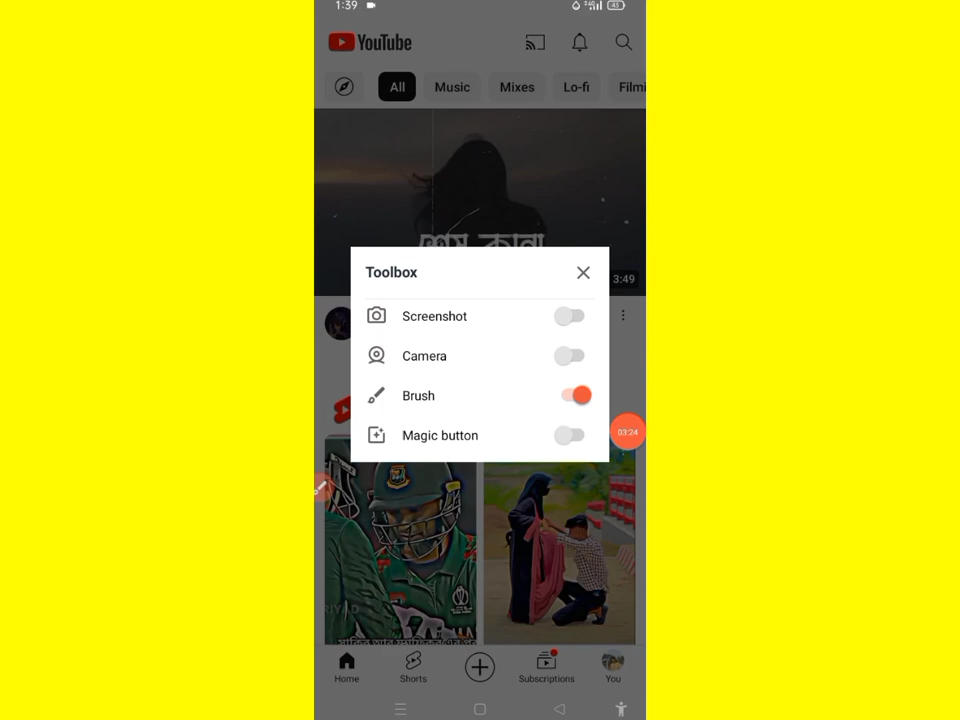 1:39
43
YouTube
All
Music
Mixes
Lo-fi
Filmi
শেষ কান্না
3:49
Toolbox
Screenshot
Camera
Brush
Magic button
03:24
Home
Shorts
Subscriptions
You